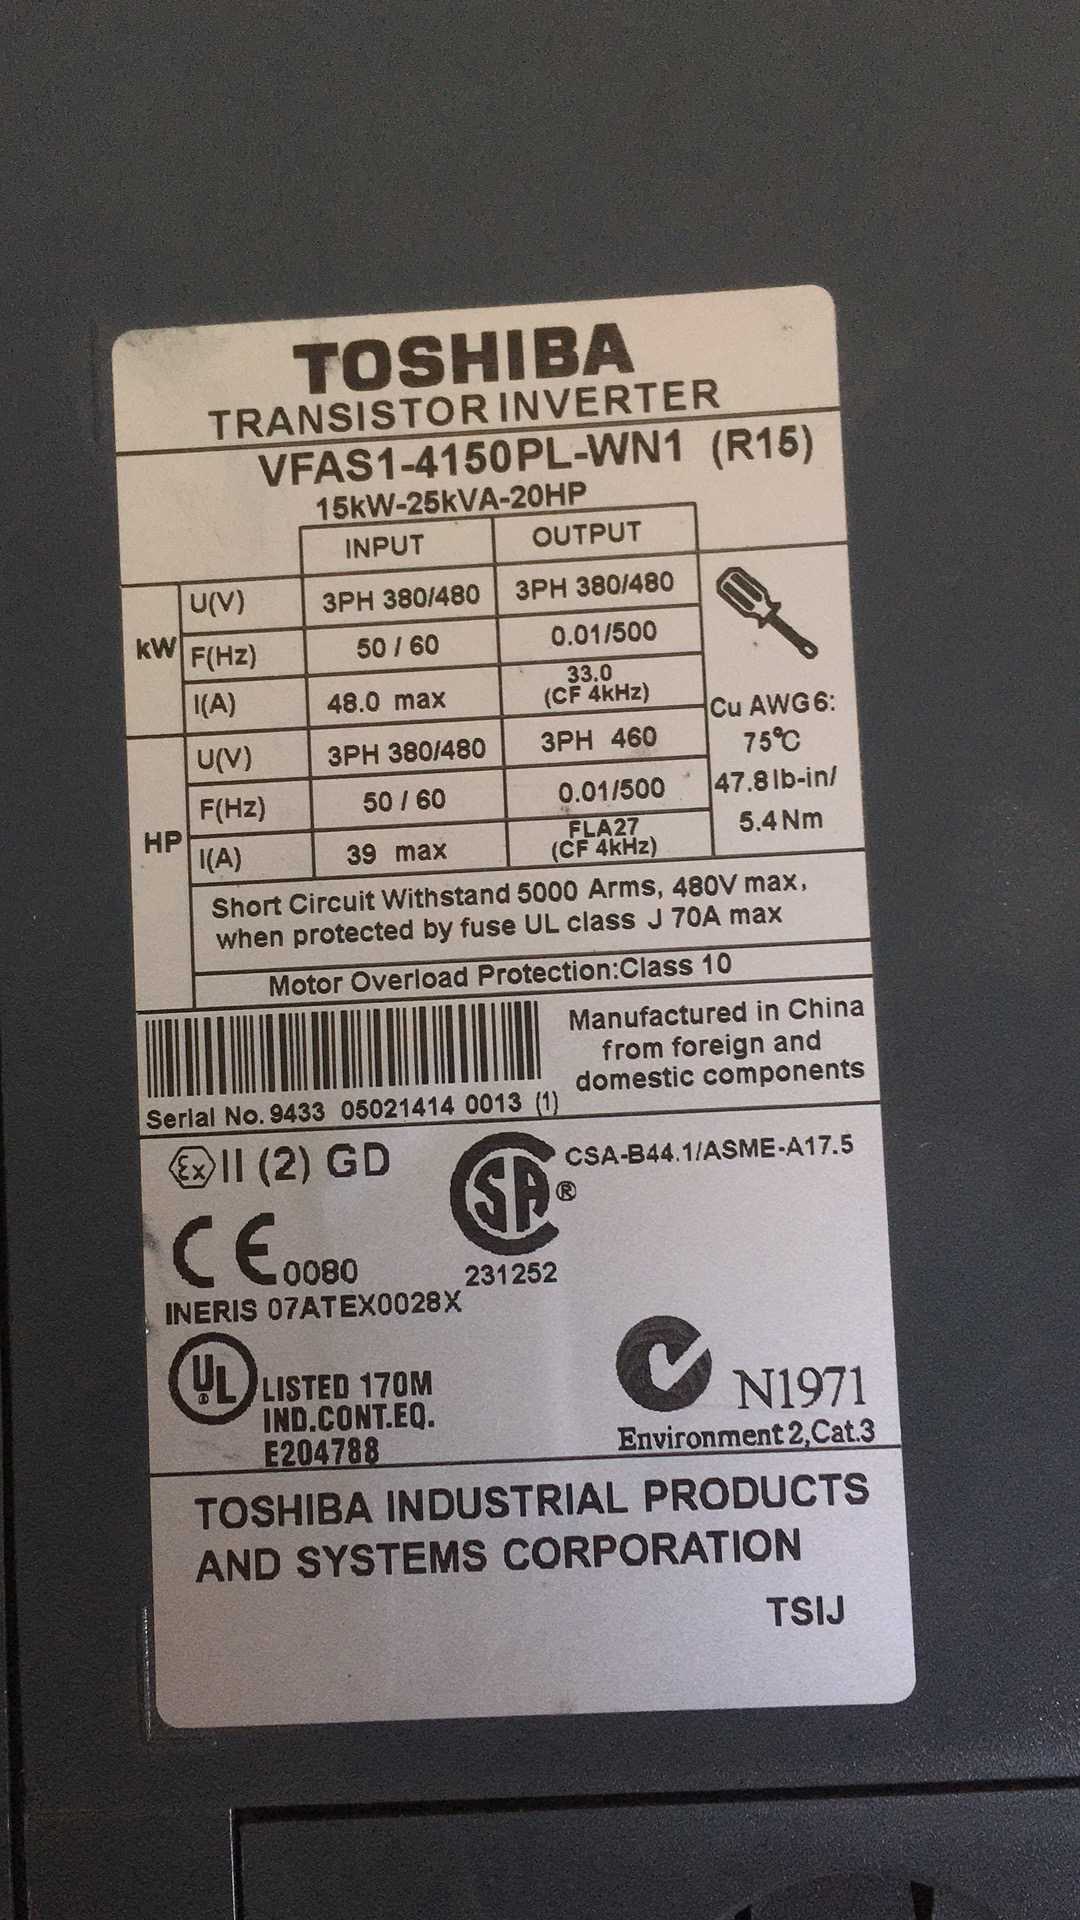 TOSHIBA
TRANSISTOR INVERTER
VFAS1-4150PL-WN1 (R15)
15kW-25kVA-20HP
INPUT OUTPUT
kW
U(V) 3PH 380/480 3PH 380/480
F(Hz) 50 / 60 0.01/500
I(A) 48.0 max 33.0
(CF 4kHz)
HP
U(V) 3PH 380/480 3PH 460
F(Hz) 50 / 60 0.01/500
I(A) 39 max FLA27
(CF 4kHz)
Cu AWG 6:
75°C
47.8 lb-in/
5.4 Nm
Short Circuit Withstand 5000 Arms, 480V max,
when protected by fuse UL class J 70A max
Motor Overload Protection:Class 10
Manufactured in China
from foreign and
domestic components
Serial No. 9433 05021414 0013 (1)
Ex II (2) GD
CE 0080
INERIS 07ATEX0028X
CSA ®
CSA-B44.1/ASME-A17.5
231252
UL ®
LISTED 170M
IND.CONT.EQ.
E204788
N1971
Environment 2,Cat.3
TOSHIBA INDUSTRIAL PRODUCTS
AND SYSTEMS CORPORATION
TSIJ